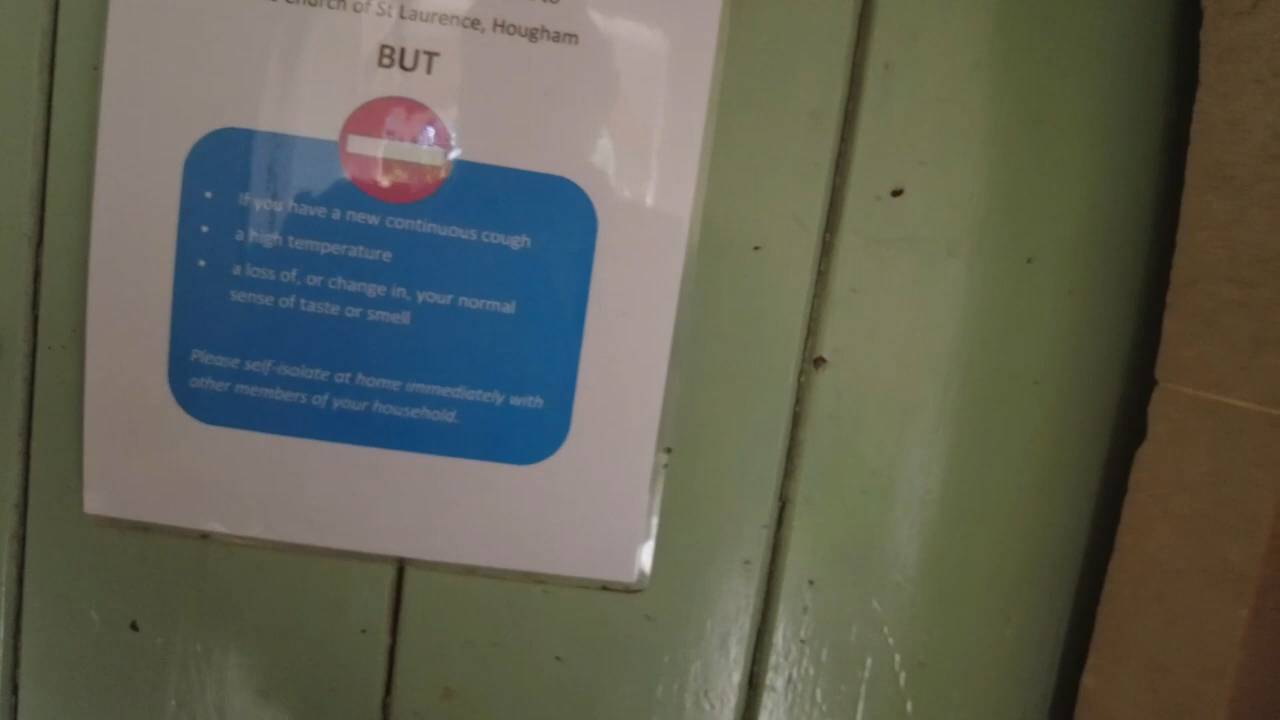 to
Church of St Laurence, Hougham
BUT
if you have a new continuous cough
a high temperature
a loss of, or change in, your normal
sense of taste or smell
Please self-isolate at home immediately with
other members of your household.